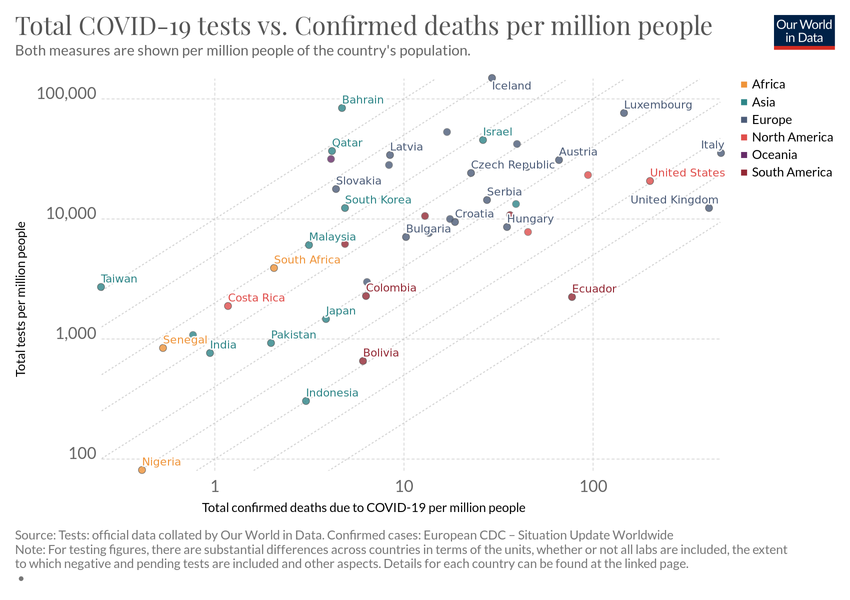 Total COVID-19 tests vs. Confirmed deaths per million people
Both measures are shown per million people of the country's population.
Our World
in Data
100,000
10,000
1,000
100
Total tests per million people
1
10
100
Total confirmed deaths due to COVID-19 per million people
Iceland
Bahrain
Luxembourg
Qatar
Latvia
Israel
Italy
Austria
Czech Republic
United States
Slovakia
South Korea
Serbia
United Kingdom
Croatia
Hungary
Bulgaria
Malaysia
South Africa
Taiwan
Colombia
Ecuador
Costa Rica
Japan
Senegal
India
Pakistan
Bolivia
Indonesia
Nigeria
Africa
Asia
Europe
North America
Oceania
South America
Source: Tests: official data collated by Our World in Data. Confirmed cases: European CDC – Situation Update Worldwide
Note: For testing figures, there are substantial differences across countries in terms of the units, whether or not all labs are included, the extent
to which negative and pending tests are included and other aspects. Details for each country can be found at the linked page.
•